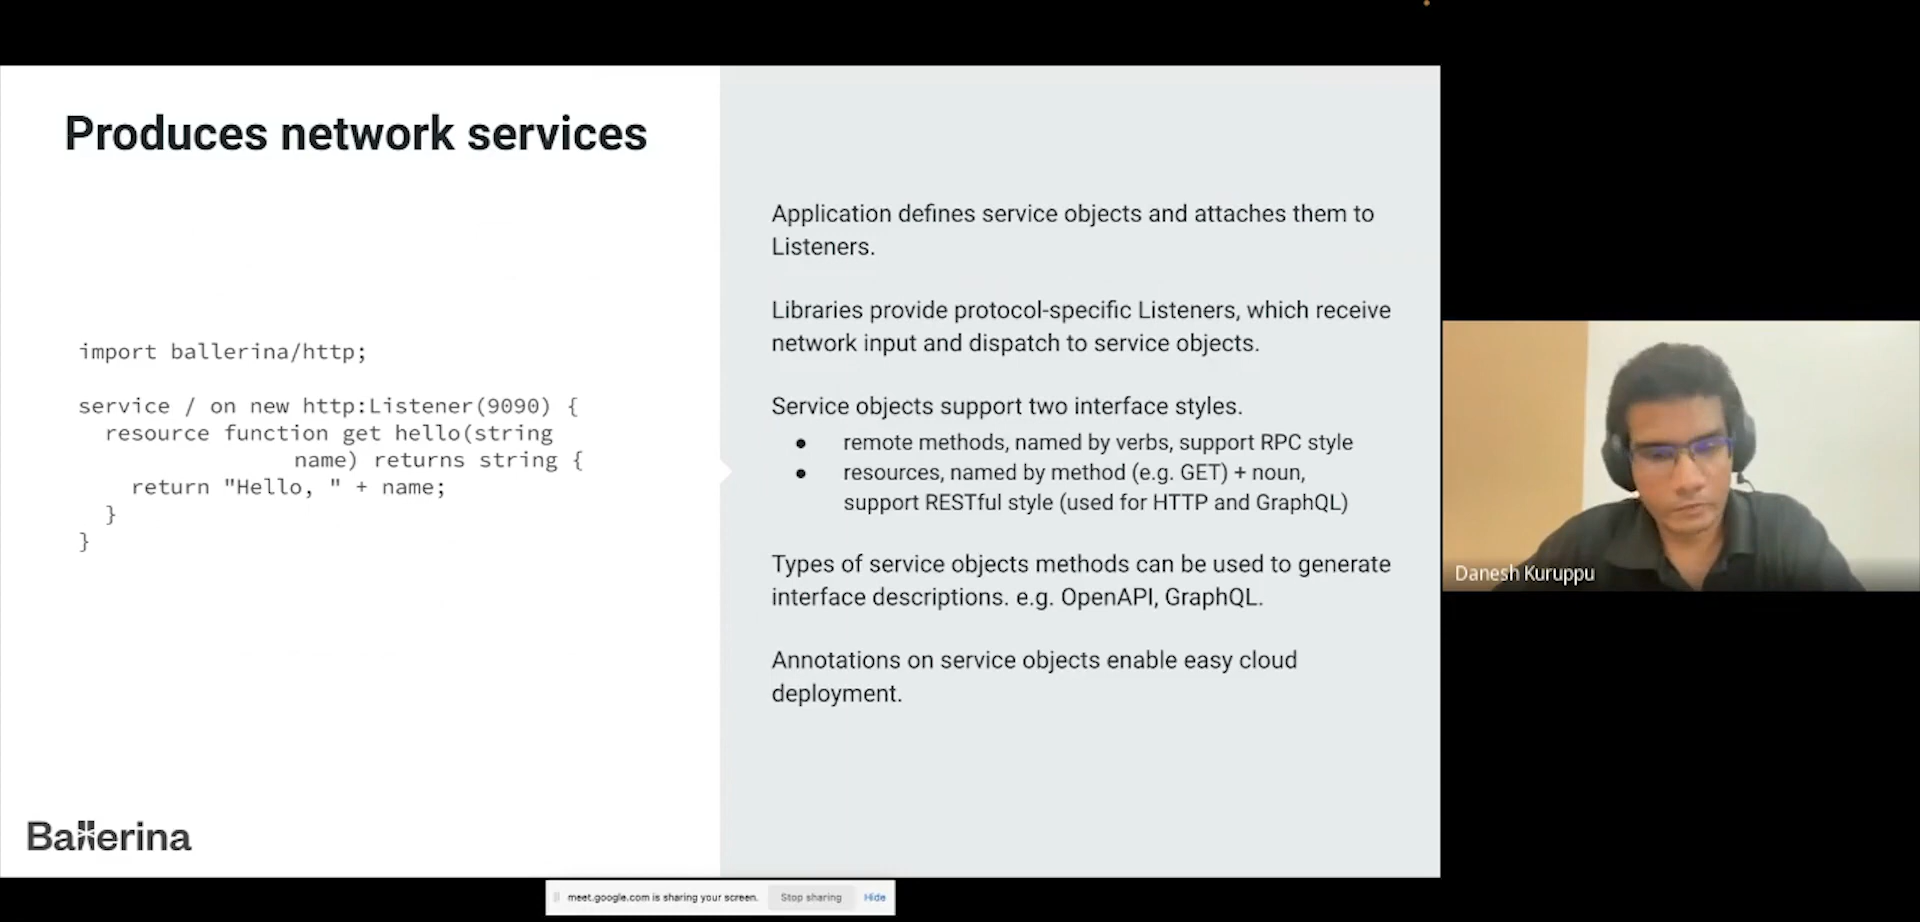 Produces network services
import ballerina/http;
service / on new http:Listener(9090) {
resource function get hello(string
name) returns string {
return "Hello, " + name;
}
}
Ballerina
Application defines service objects and attaches them to
Listeners.
Libraries provide protocol-specific Listeners, which receive
network input and dispatch to service objects.
Service objects support two interface styles.
● remote methods, named by verbs, support RPC style
● resources, named by method (e.g. GET) + noun,
support RESTful style (used for HTTP and GraphQL)
Types of service objects methods can be used to generate
interface descriptions. e.g. OpenAPI, GraphQL.
Annotations on service objects enable easy cloud
deployment.
Danesh Kuruppu
meet.google.com is sharing your screen. Stop sharing Hide